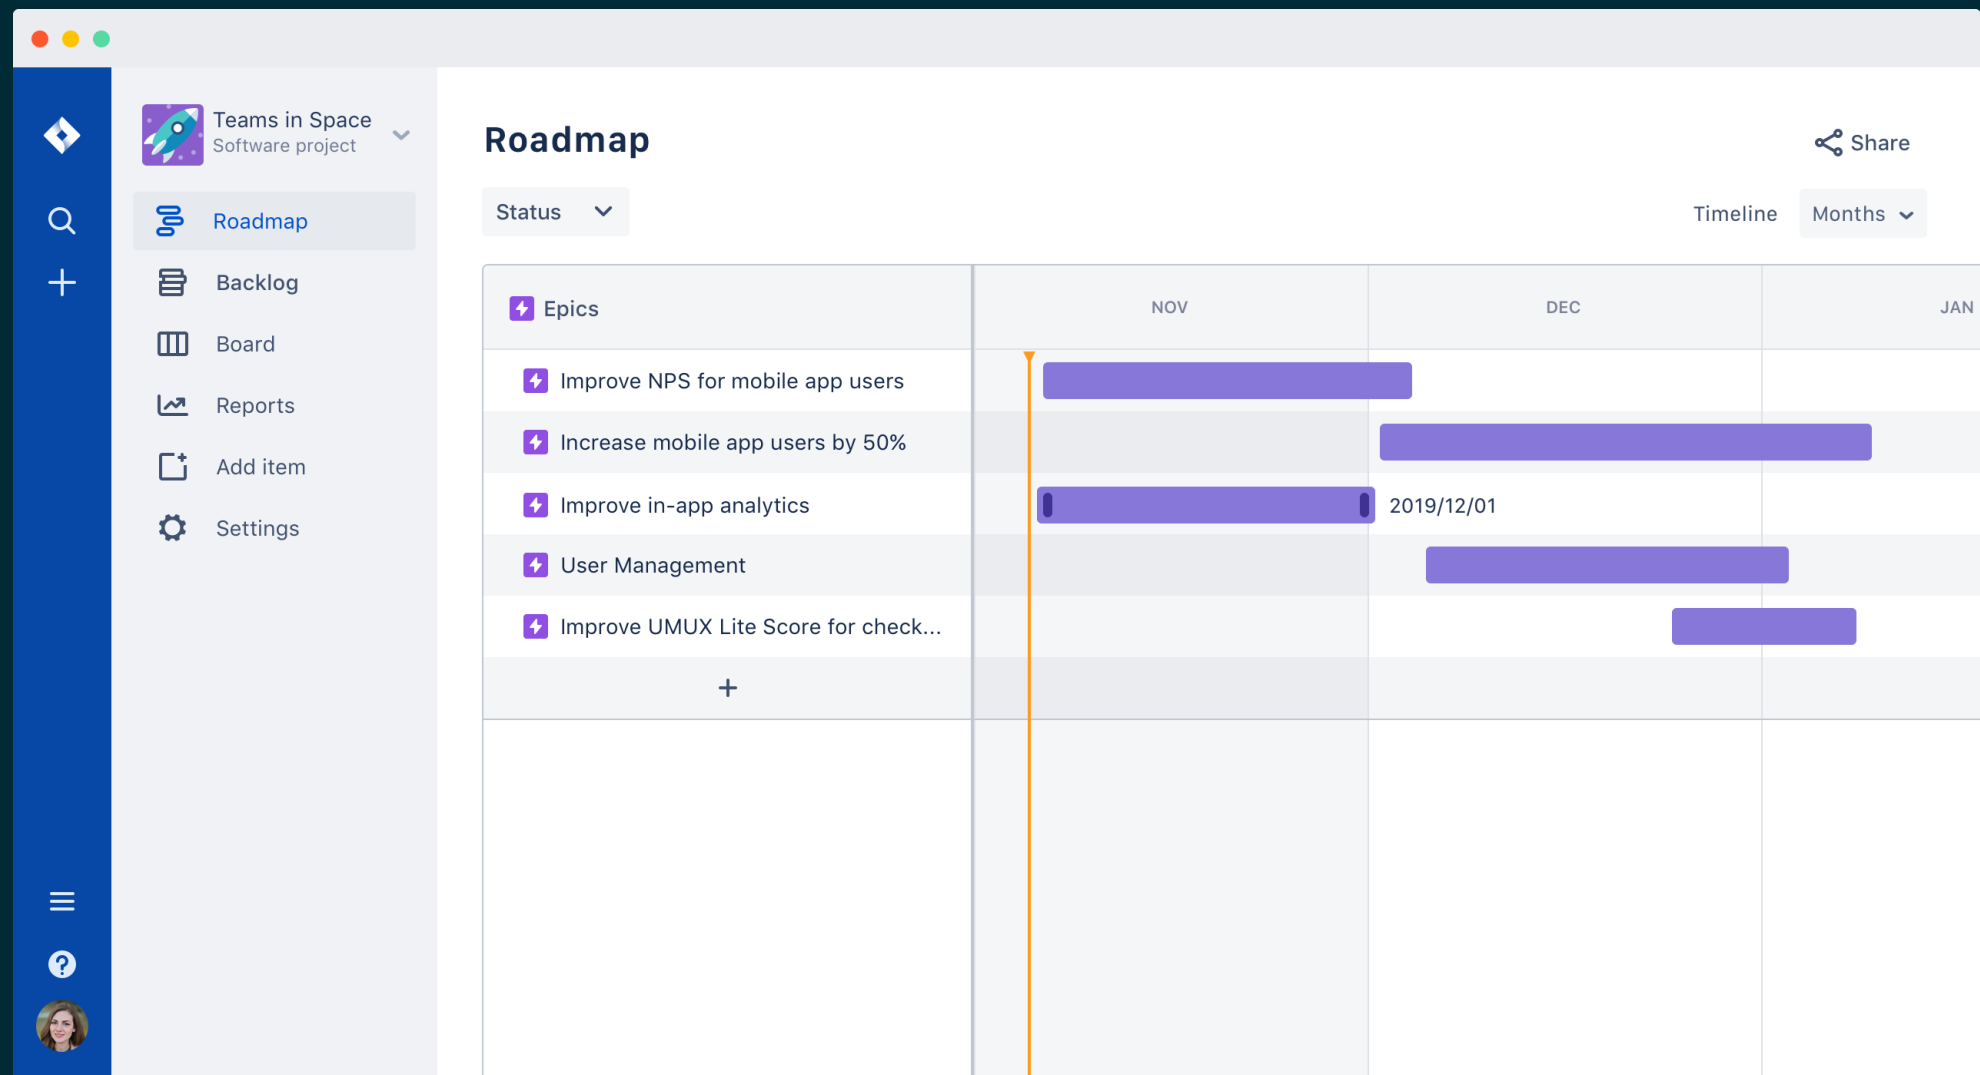 Teams in Space
Software project
Roadmap
Backlog
Board
Reports
Add item
Settings
Roadmap
Share
Status
Timeline
Months
Epics
NOV
DEC
JAN
Improve NPS for mobile app users
Increase mobile app users by 50%
Improve in-app analytics
2019/12/01
User Management
Improve UMUX Lite Score for check...